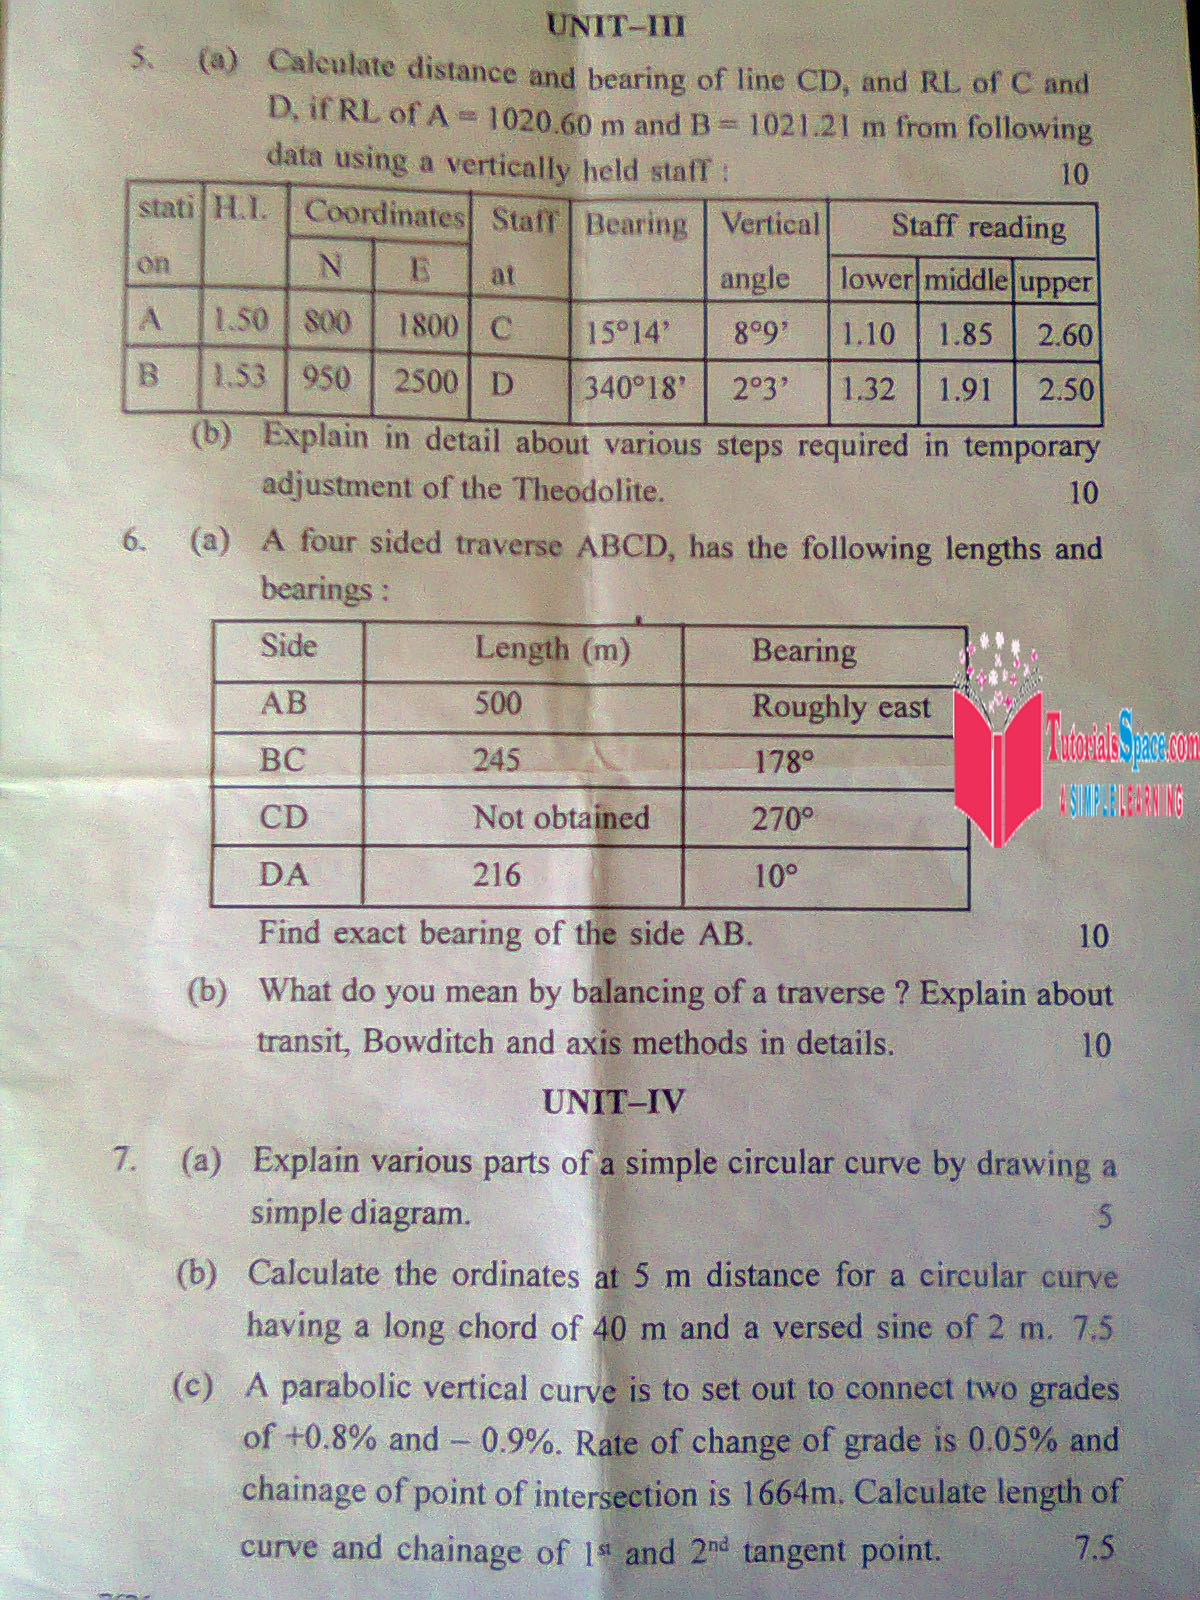 UNIT–III
5. (a) Calculate distance and bearing of line CD, and RL of C and
D, if RL of A = 1020.60 m and B = 1021.21 m from following
data using a vertically held staff : 10
stati H.I. Coordinates Staff Bearing Vertical Staff reading
on N E at angle lower middle upper
A 1.50 800 1800 C 15°14’ 8°9’ 1.10 1.85 2.60
B 1.53 950 2500 D 340°18’ 2°3’ 1.32 1.91 2.50
(b) Explain in detail about various steps required in temporary
adjustment of the Theodolite. 10
6. (a) A four sided traverse ABCD, has the following lengths and
bearings :
Side Length (m) Bearing
AB 500 Roughly east
BC 245 178°
CD Not obtained 270°
DA 216 10°
TutorialsSpace.com
A SIMPLE LEARNING
Find exact bearing of the side AB. 10
(b) What do you mean by balancing of a traverse ? Explain about
transit, Bowditch and axis methods in details. 10
UNIT–IV
7. (a) Explain various parts of a simple circular curve by drawing a
simple diagram. 5
(b) Calculate the ordinates at 5 m distance for a circular curve
having a long chord of 40 m and a versed sine of 2 m. 7.5
(c) A parabolic vertical curve is to set out to connect two grades
of +0.8% and – 0.9%. Rate of change of grade is 0.05% and
chainage of point of intersection is 1664m. Calculate length of
curve and chainage of 1st and 2nd tangent point. 7.5